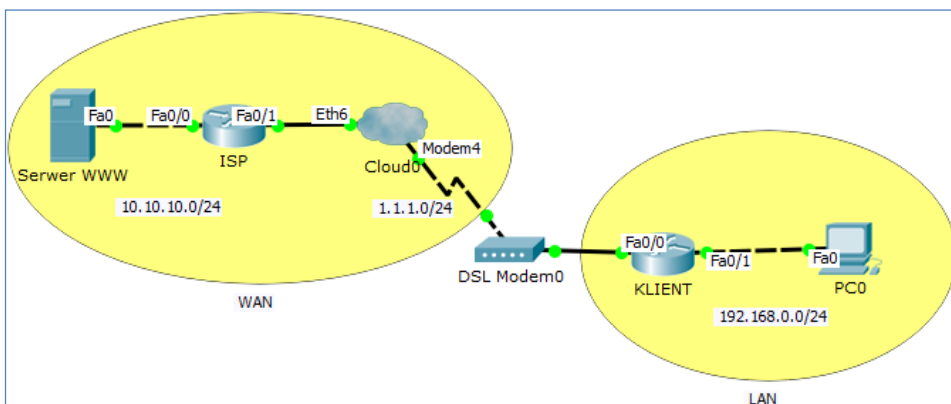 Fa0
Fa0/0
Fa0/1
Eth6
Serwer WWW
ISP
Cloud0
Modem4
10.10.10.0/24
1.1.1.0/24
WAN
DSL Modem0
Fa0/0
KLIENT
Fa0/1
Fa0
PC0
192.168.0.0/24
LAN